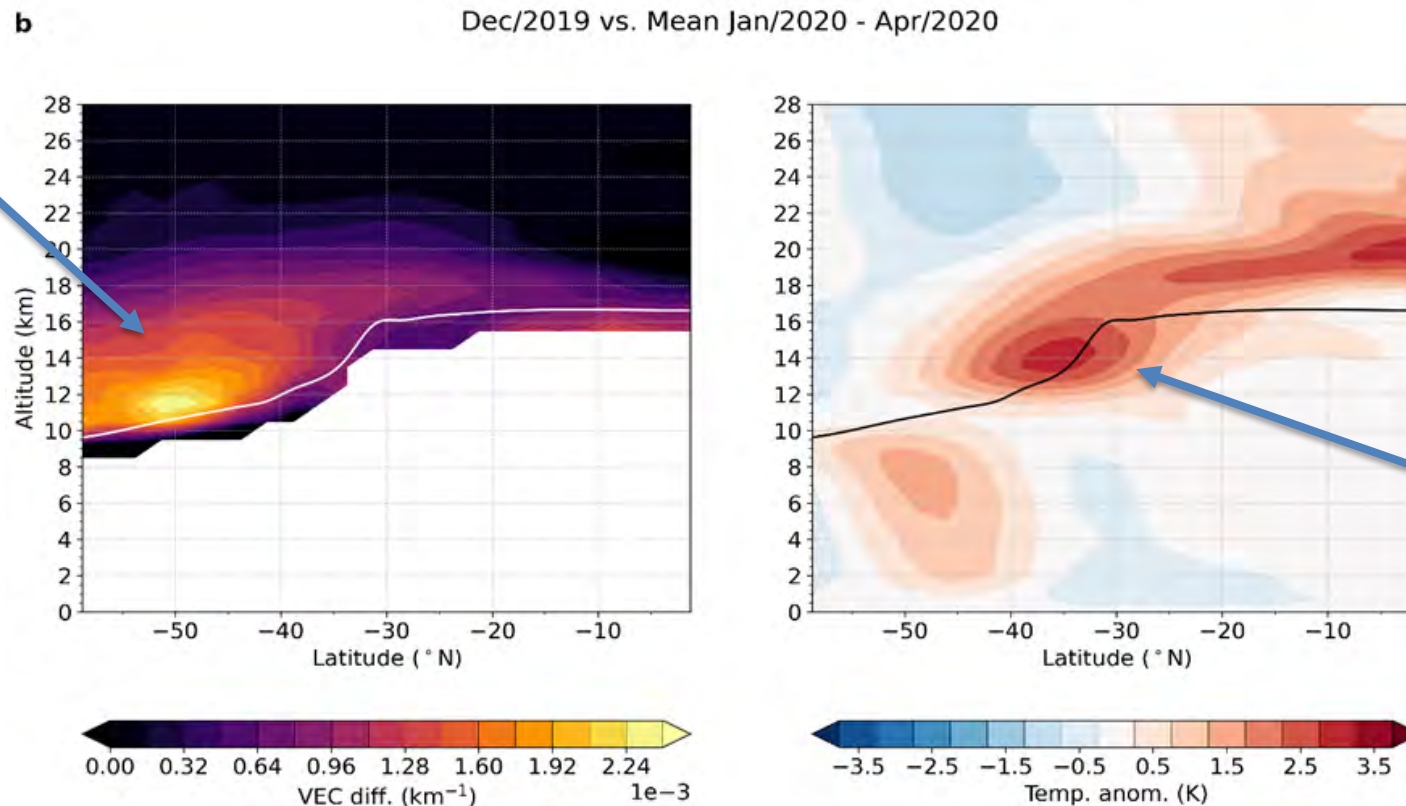 b
Dec/2019 vs. Mean Jan/2020 - Apr/2020
28
26
24
22
20
18
16
14
12
10
8
6
4
2
0
Altitude (km)
−50 −40 −30 −20 −10
Latitude (°N)
0.00 0.32 0.64 0.96 1.28 1.60 1.92 2.24
VEC diff. (km⁻¹) 1e−3
28
26
24
22
20
18
16
14
12
10
8
6
4
2
0
−50 −40 −30 −20 −10
Latitude (°N)
−3.5 −2.5 −1.5 −0.5 0.5 1.5 2.5 3.5
Temp. anom. (K)